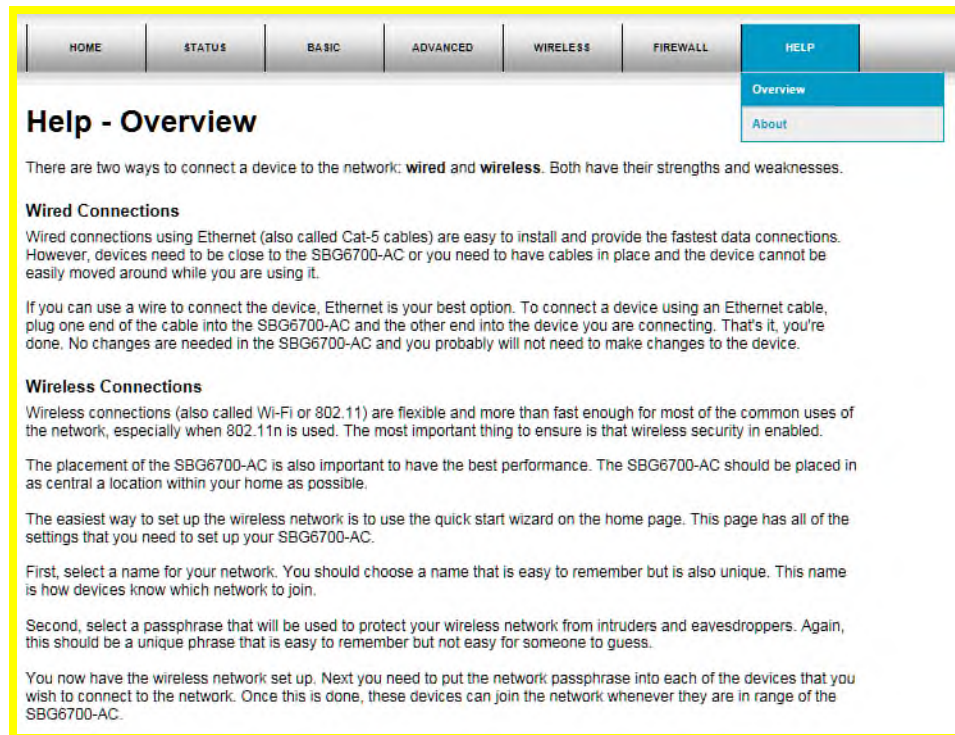 HOME STATUS BASIC ADVANCED WIRELESS FIREWALL HELP
Overview
About
Help - Overview
There are two ways to connect a device to the network: wired and wireless. Both have their strengths and weaknesses.
Wired Connections
Wired connections using Ethernet (also called Cat-5 cables) are easy to install and provide the fastest data connections.
However, devices need to be close to the SBG6700-AC or you need to have cables in place and the device cannot be
easily moved around while you are using it.
If you can use a wire to connect the device, Ethernet is your best option. To connect a device using an Ethernet cable,
plug one end of the cable into the SBG6700-AC and the other end into the device you are connecting. That's it, you're
done. No changes are needed in the SBG6700-AC and you probably will not need to make changes to the device.
Wireless Connections
Wireless connections (also called Wi-Fi or 802.11) are flexible and more than fast enough for most of the common uses of
the network, especially when 802.11n is used. The most important thing to ensure is that wireless security in enabled.
The placement of the SBG6700-AC is also important to have the best performance. The SBG6700-AC should be placed in
as central a location within your home as possible.
The easiest way to set up the wireless network is to use the quick start wizard on the home page. This page has all of the
settings that you need to set up your SBG6700-AC.
First, select a name for your network. You should choose a name that is easy to remember but is also unique. This name
is how devices know which network to join.
Second, select a passphrase that will be used to protect your wireless network from intruders and eavesdroppers. Again,
this should be a unique phrase that is easy to remember but not easy for someone to guess.
You now have the wireless network set up. Next you need to put the network passphrase into each of the devices that you
wish to connect to the network. Once this is done, these devices can join the network whenever they are in range of the
SBG6700-AC.